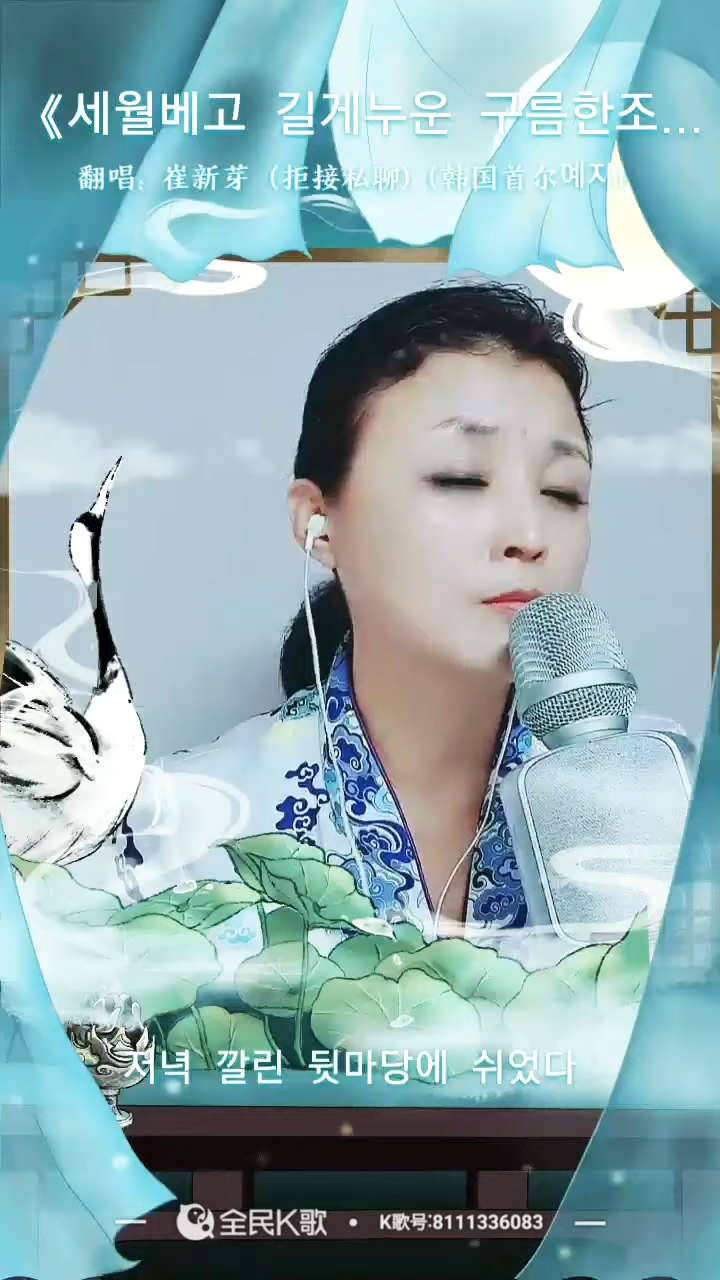 《세월베고 길게누운 구름한조...
翻唱: 崔新芽 (拒接私聊) (韩国首尔예지)
저녁 깔린 뒷마당에 쉬었다
全民K歌 • K歌号:8111336083